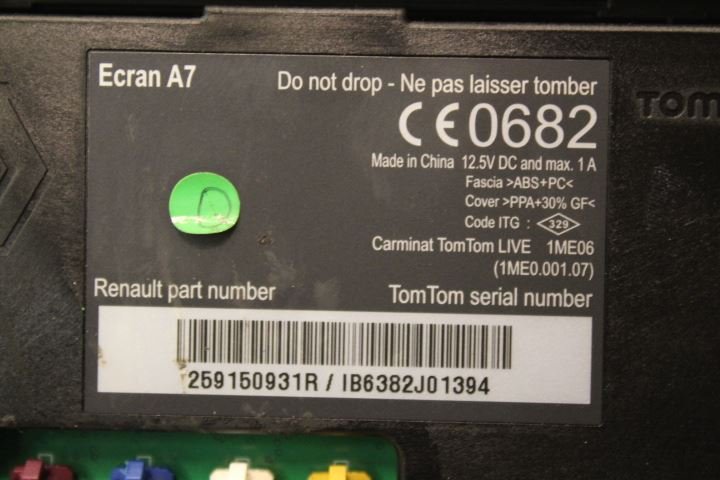 Ecran A7
Do not drop - Ne pas laisser tomber
CE0682
Made in China 12.5V DC and max. 1 A
Fascia >ABS+PC<
Cover >PPA+30% GF<
Code ITG : 329
Carminat TomTom LIVE 1ME06
(1ME0.001.07)
Renault part number
TomTom serial number
259150931R / IB6382J01394
D
TOM